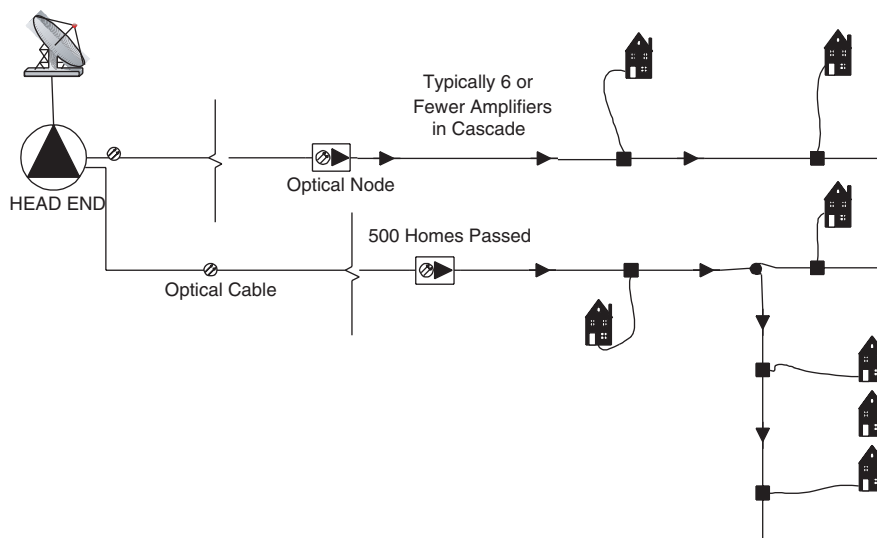 Typically 6 or
Fewer Amplifiers
in Cascade
Optical Node
HEAD END
500 Homes Passed
Optical Cable